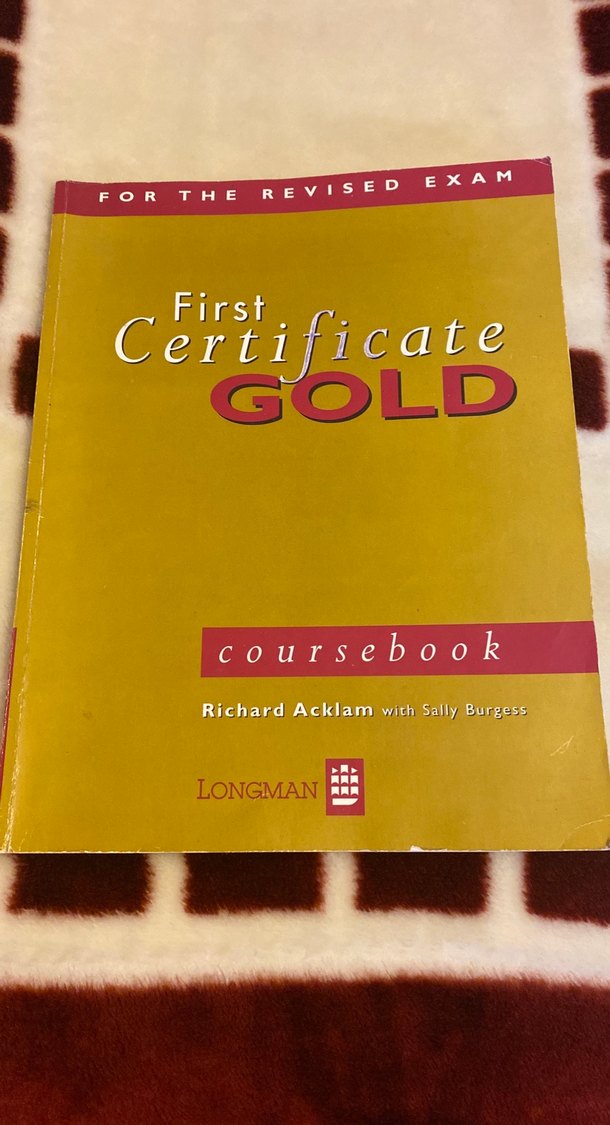 FOR THE REVISED EXAM
First
Certificate
GOLD
coursebook
Richard Acklam with Sally Burgess
LONGMAN